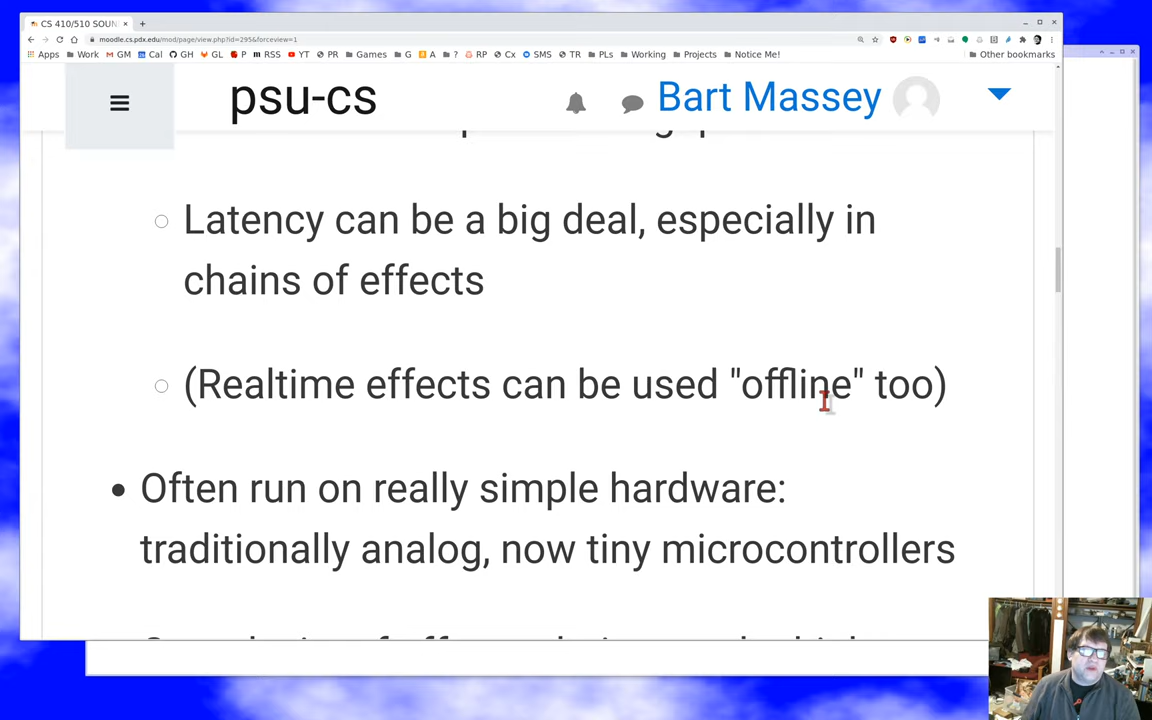 CS 410/510 SOUN
moodle.cs.pdx.edu/mod/page/view.php?id=295&forceview=1
Apps Work GM Cal GH GL P RSS YT PR Games G A ? RP Cx SMS TR PLs Working Projects Notice Me! Other bookmarks
psu-cs Bart Massey
Latency can be a big deal, especially in
chains of effects
(Realtime effects can be used "offline" too)
Often run on really simple hardware:
traditionally analog, now tiny microcontrollers